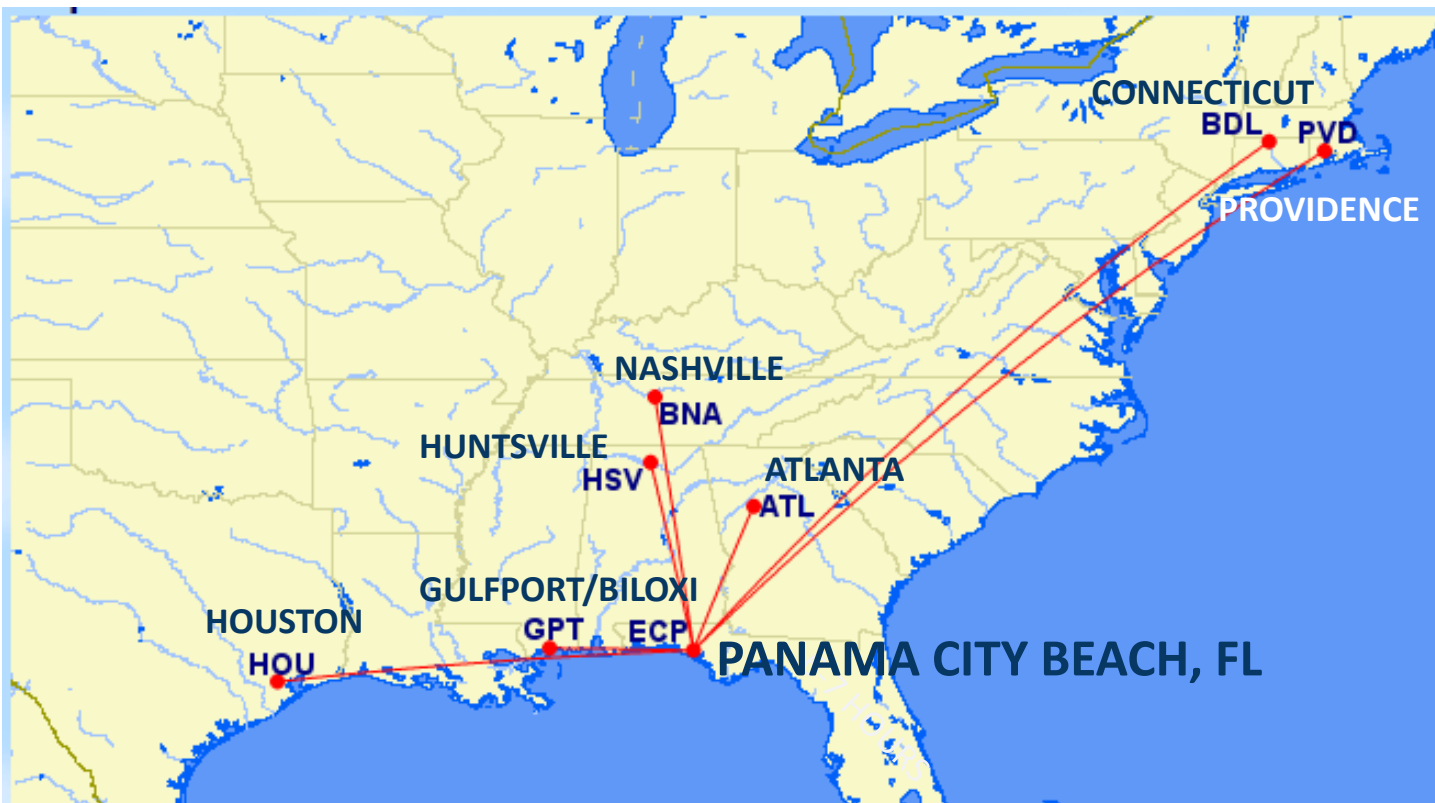 CONNECTICUT
BDL
PVD
PROVIDENCE
NASHVILLE
BNA
HUNTSVILLE
HSV
ATLANTA
ATL
GULFPORT/BILOXI
HOUSTON
GPT
ECP
HOU
PANAMA CITY BEACH, FL